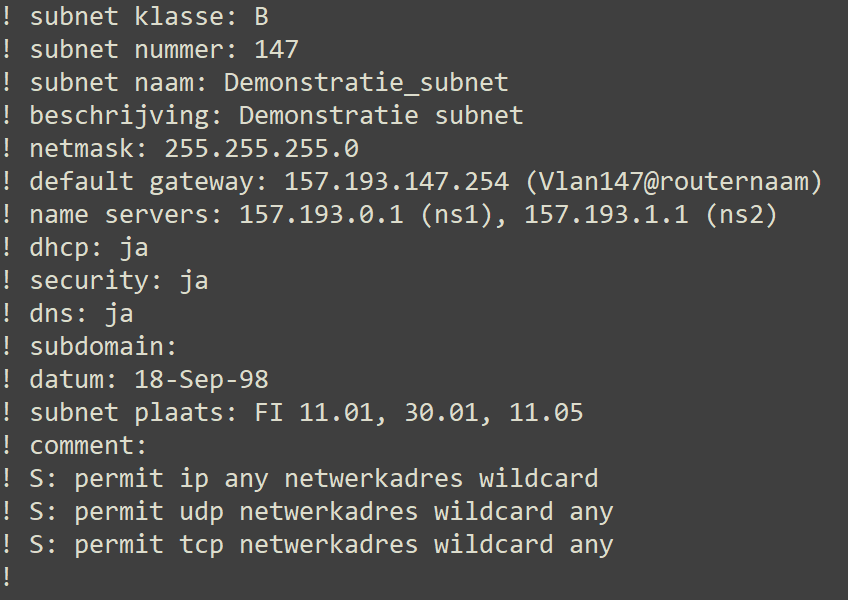 ! subnet klasse: B
! subnet nummer: 147
! subnet naam: Demonstratie_subnet
! beschrijving: Demonstratie subnet
! netmask: 255.255.255.0
! default gateway: 157.193.147.254 (Vlan147@routernaam)
! name servers: 157.193.0.1 (ns1), 157.193.1.1 (ns2)
! dhcp: ja
! security: ja
! dns: ja
! subdomain:
! datum: 18-Sep-98
! subnet plaats: FI 11.01, 30.01, 11.05
! comment:
! S: permit ip any netwerkadres wildcard
! S: permit udp netwerkadres wildcard any
! S: permit tcp netwerkadres wildcard any
!